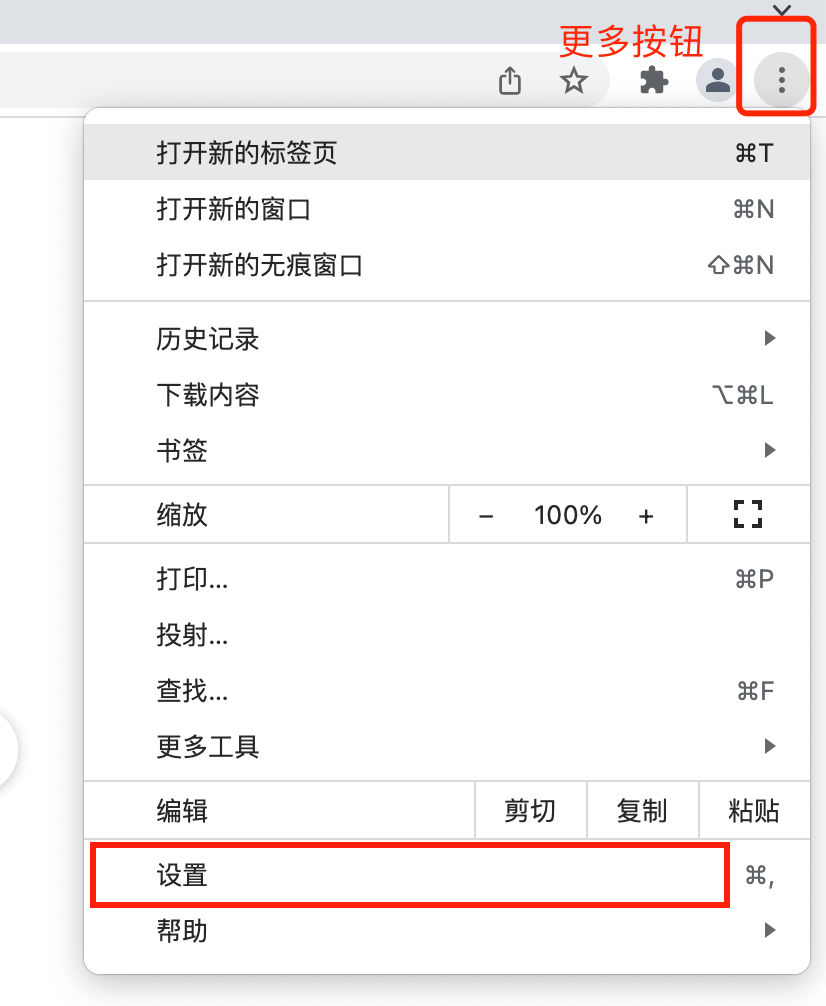 更多按钮
打开新的标签页 ⌘T
打开新的窗口 ⌘N
打开新的无痕窗口 ⇧⌘N
历史记录
下载内容 ⌥⌘L
书签
缩放 − 100% +
打印... ⌘P
投射...
查找... ⌘F
更多工具
编辑 剪切 复制 粘贴
设置 ⌘,
帮助